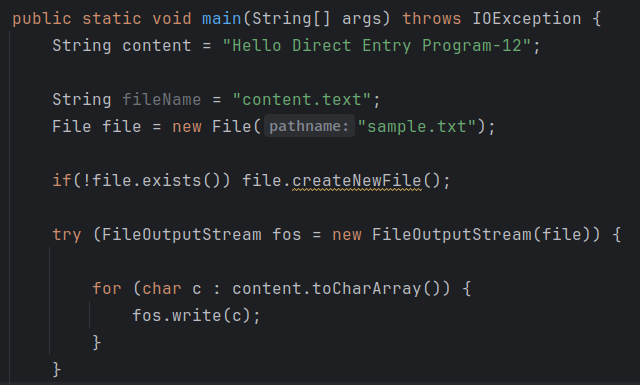 public static void main(String[] args) throws IOException {
String content = "Hello Direct Entry Program-12";
String fileName = "content.text";
File file = new File( pathname: "sample.txt");
if(!file.exists()) file.createNewFile();
try (FileOutputStream fos = new FileOutputStream(file)) {
for (char c : content.toCharArray()) {
fos.write(c);
}
}